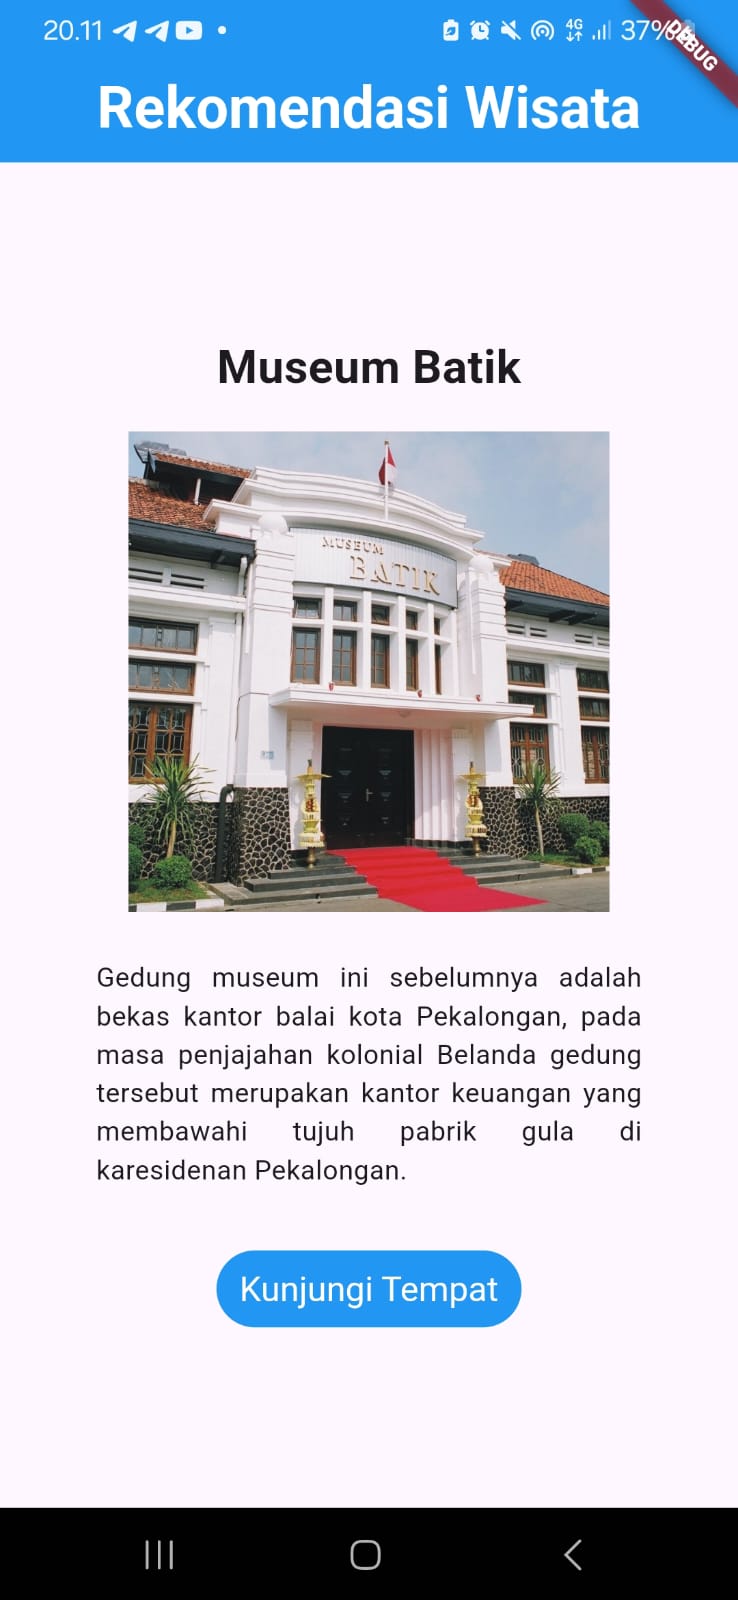 20.11
4G
37%
DEBUG
Rekomendasi Wisata
Museum Batik
MUSEUM
BATIK
Gedung museum ini sebelumnya adalah
bekas kantor balai kota Pekalongan, pada
masa penjajahan kolonial Belanda gedung
tersebut merupakan kantor keuangan yang
membawahi tujuh pabrik gula di
karesidenan Pekalongan.
Kunjungi Tempat